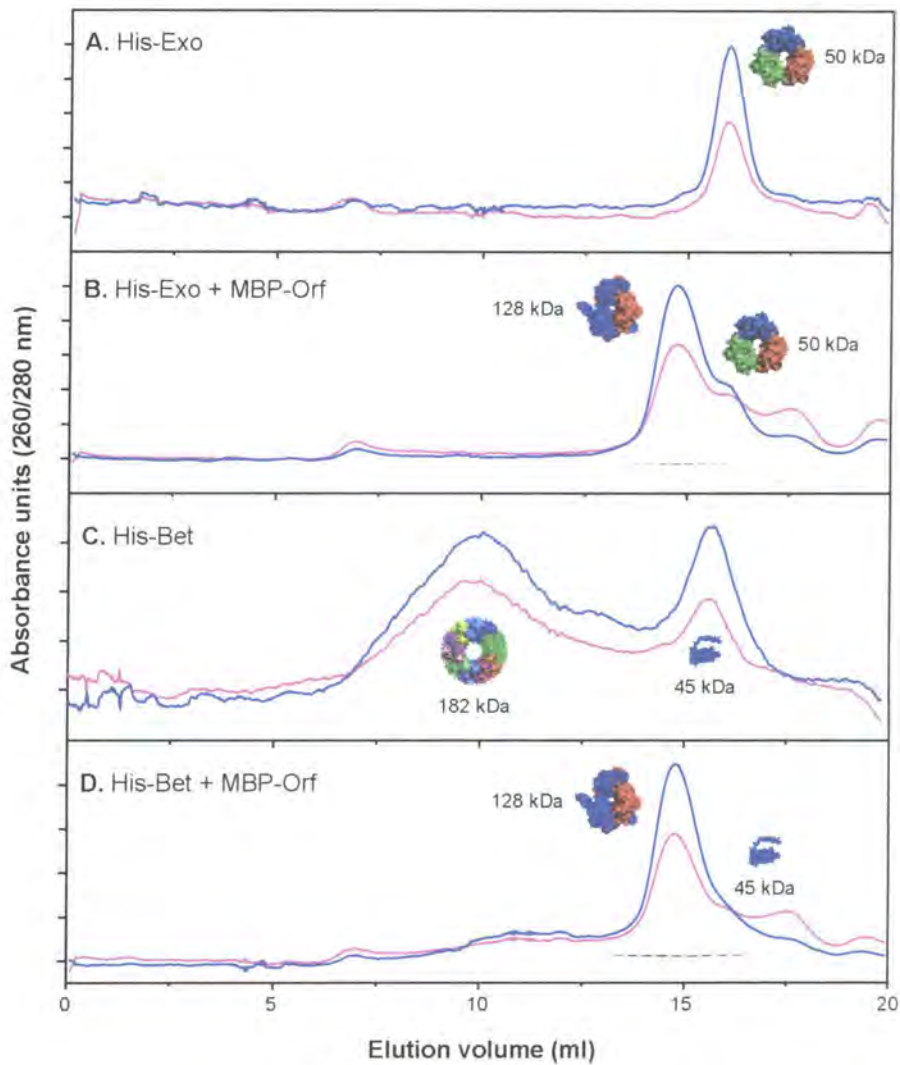 A. His-Exo
50 kDa
B. His-Exo + MBP-Orf
128 kDa
50 kDa
C. His-Bet
182 kDa
45 kDa
D. His-Bet + MBP-Orf
128 kDa
45 kDa
0 5 10 15 20
Elution volume (ml)
Absorbance units (260/280 nm)